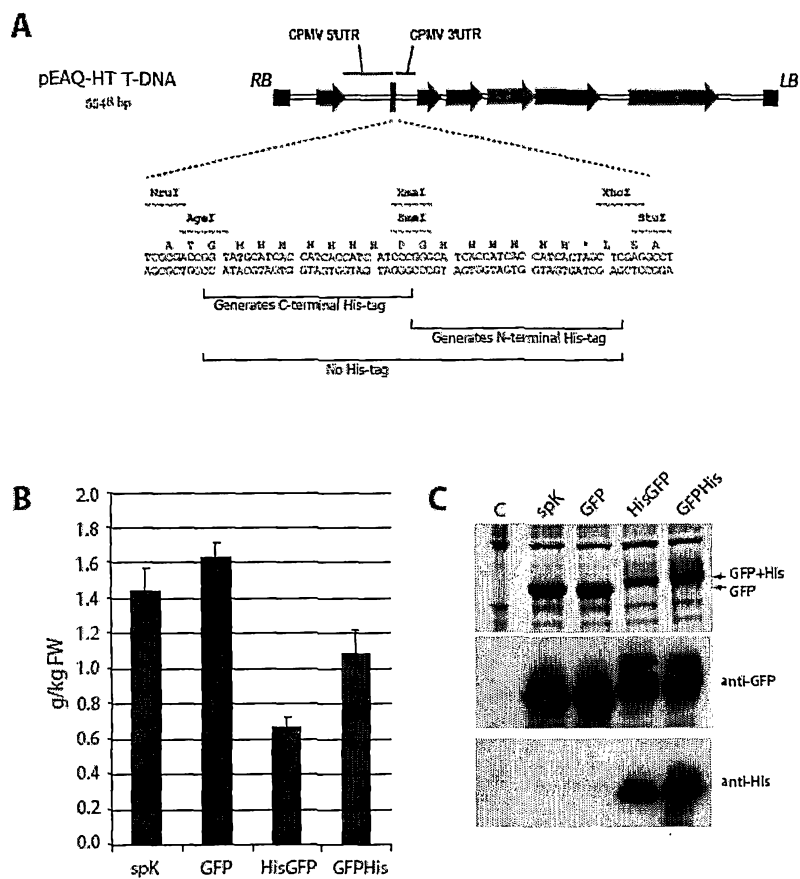 A
CPMV 5'UTR CPMV 3'UTR
pEAQ-HT T-DNA
RB LB
NruI XmaI XhoI
AgeI SmaI StuI
Generates C-terminal His-tag
Generates N-terminal His-tag
No His-tag
B
g/kg FW
2.0
1.8
1.6
1.4
1.2
1.0
0.8
0.6
0.4
0.2
0.0
spK GFP HisGFP GFPHis
C
C spK GFP HisGFP GFPHis
GFP+His
GFP
anti-GFP
anti-His